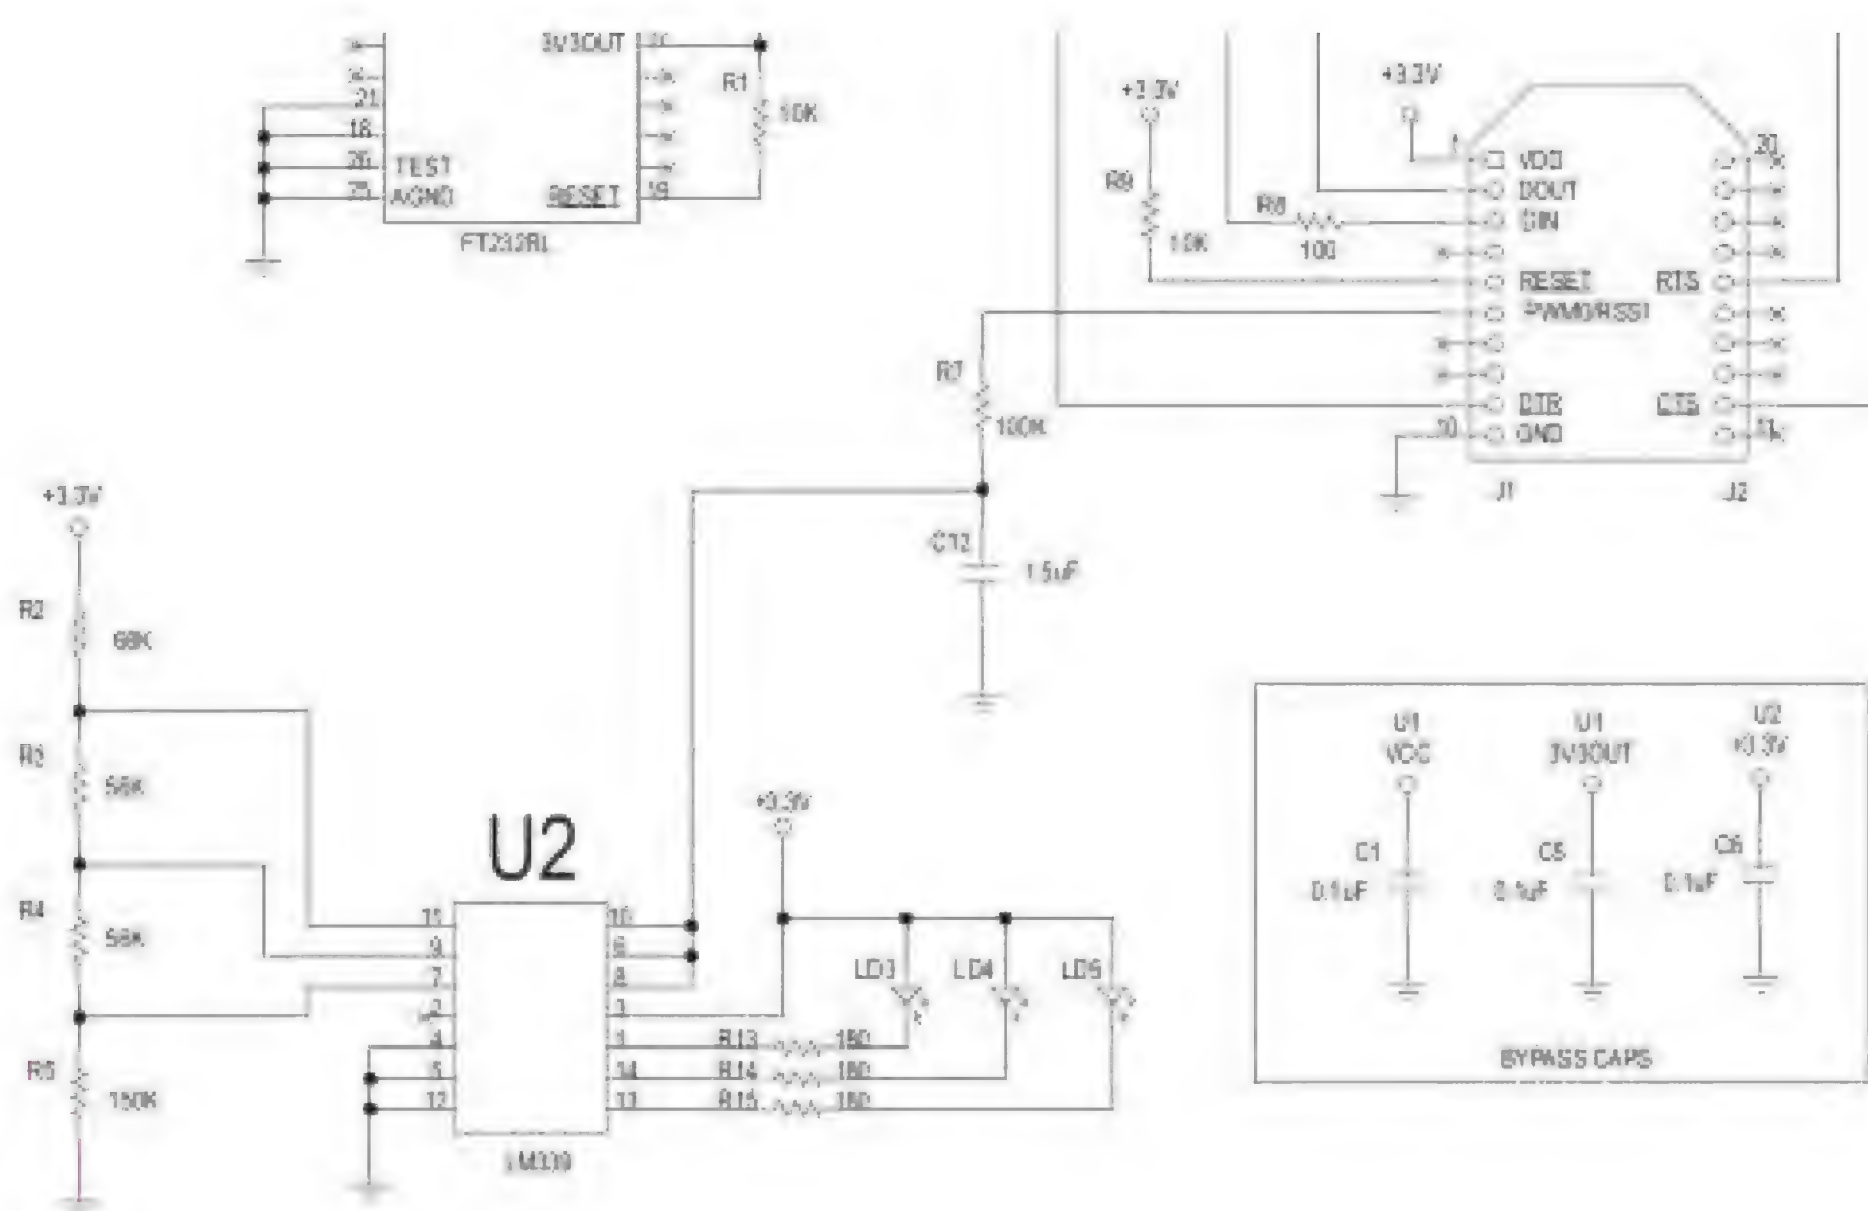 3V3OUT
R1
10K
21
18
26 TEST
25 AGND
RESET 19
FT232RL
+3.3V
R9
10K
+3.3V
1 VDD 20
DOUT
R8
DIN
100
RESET RTS
PWM0/RSSI
R7
100K
DTR CTS
10 GND 11
J1 J2
+3.3V
R2
68K
C12
1.5uF
R3
56K
R4
56K
R5
150K
U2
11 10
9
7 8
2 3
4 1
5 14
12 13
LM339
+3.3V
LD3 LD4 LD5
R13 180
R14 180
R15 180
U1 VCC
U1 3V3OUT
U2 +3.3V
C1
0.1uF
C5
0.1uF
C6
0.1uF
BYPASS CAPS